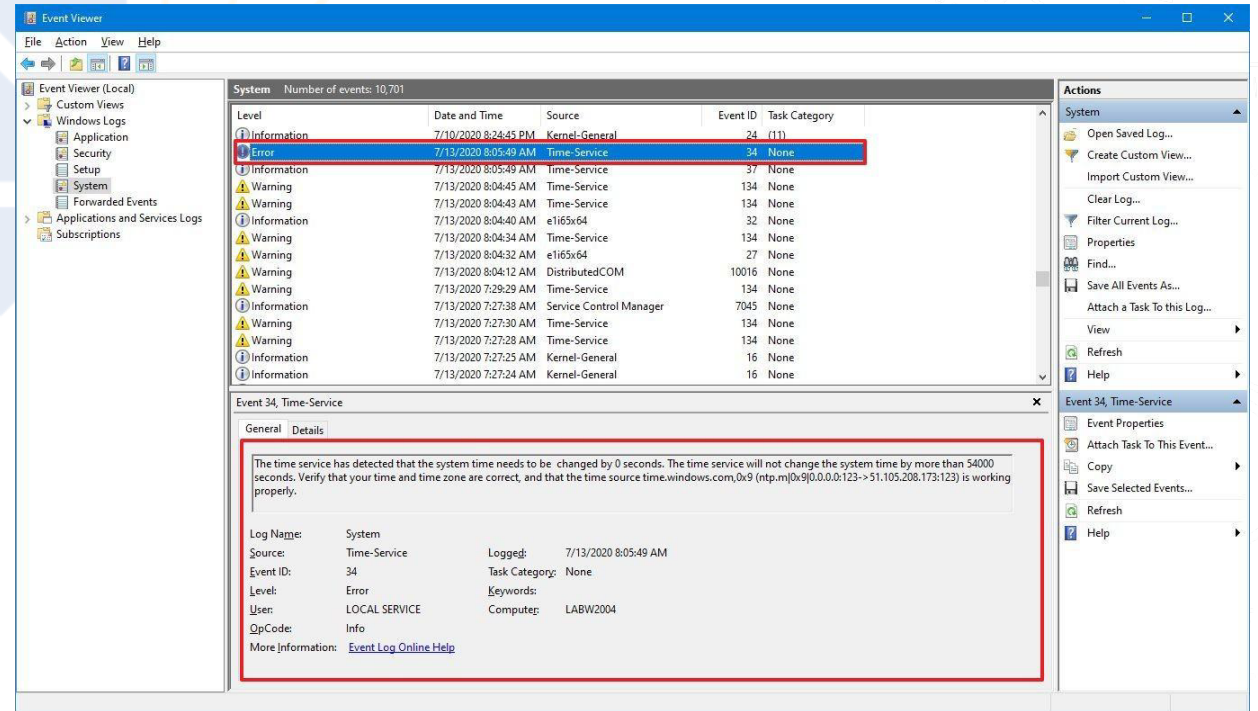 Event Viewer
File Action View Help
Event Viewer (Local)
Custom Views
Windows Logs
Application
Security
Setup
System
Forwarded Events
Applications and Services Logs
Subscriptions
System Number of events: 10,701
Level Date and Time Source Event ID Task Category
Information 7/10/2020 8:24:45 PM Kernel-General 24 (11)
Error 7/13/2020 8:05:49 AM Time-Service 34 None
Information 7/13/2020 8:05:49 AM Time-Service 37 None
Warning 7/13/2020 8:04:45 AM Time-Service 134 None
Warning 7/13/2020 8:04:43 AM Time-Service 134 None
Information 7/13/2020 8:04:40 AM e1i65x64 32 None
Warning 7/13/2020 8:04:34 AM Time-Service 134 None
Warning 7/13/2020 8:04:32 AM e1i65x64 27 None
Warning 7/13/2020 8:04:12 AM DistributedCOM 10016 None
Warning 7/13/2020 7:29:29 AM Time-Service 134 None
Information 7/13/2020 7:27:38 AM Service Control Manager 7045 None
Warning 7/13/2020 7:27:30 AM Time-Service 134 None
Warning 7/13/2020 7:27:28 AM Time-Service 134 None
Information 7/13/2020 7:27:25 AM Kernel-General 16 None
Information 7/13/2020 7:27:24 AM Kernel-General 16 None
Event 34, Time-Service
General Details
The time service has detected that the system time needs to be changed by 0 seconds. The time service will not change the system time by more than 54000
seconds. Verify that your time and time zone are correct, and that the time source time.windows.com,0x9 (ntp.m|0x9|0.0.0.0:123->51.105.208.173:123) is working
properly.
Log Name: System
Source: Time-Service Logged: 7/13/2020 8:05:49 AM
Event ID: 34 Task Category: None
Level: Error Keywords:
User: LOCAL SERVICE Computer: LABW2004
OpCode: Info
More Information: Event Log Online Help
Actions
System
Open Saved Log...
Create Custom View...
Import Custom View...
Clear Log...
Filter Current Log...
Properties
Find...
Save All Events As...
Attach a Task To this Log...
View
Refresh
Help
Event 34, Time-Service
Event Properties
Attach Task To This Event...
Copy
Save Selected Events...
Refresh
Help